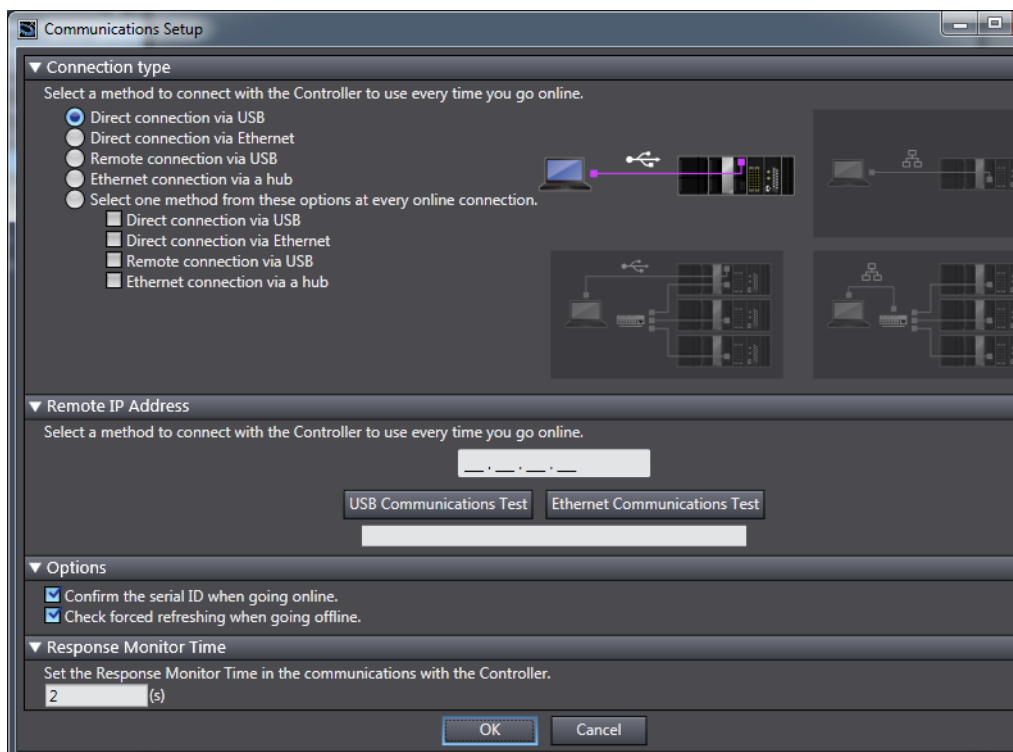 Communications Setup
▼ Connection type
Select a method to connect with the Controller to use every time you go online.
Direct connection via USB
Direct connection via Ethernet
Remote connection via USB
Ethernet connection via a hub
Select one method from these options at every online connection.
Direct connection via USB
Direct connection via Ethernet
Remote connection via USB
Ethernet connection via a hub
▼ Remote IP Address
Select a method to connect with the Controller to use every time you go online.
__ . __ . __ . __
USB Communications Test Ethernet Communications Test
▼ Options
Confirm the serial ID when going online.
Check forced refreshing when going offline.
▼ Response Monitor Time
Set the Response Monitor Time in the communications with the Controller.
2 (s)
OK Cancel